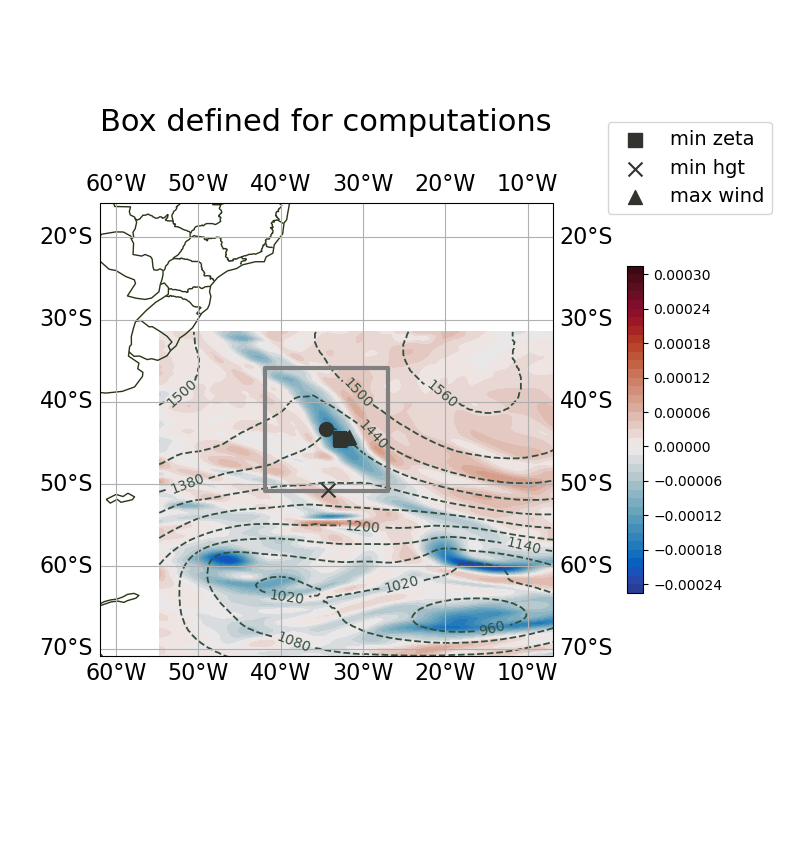 Box defined for computations
min zeta
min hgt
max wind
60°W 50°W 40°W 30°W 20°W 10°W
20°S 20°S
30°S 30°S
40°S 40°S
50°S 50°S
60°S 60°S
70°S 70°S
60°W 50°W 40°W 30°W 20°W 10°W
1500
1500
1560
1440
1380
1200
1140
1020
1020
960
1080
0.00030
0.00024
0.00018
0.00012
0.00006
0.00000
−0.00006
−0.00012
−0.00018
−0.00024